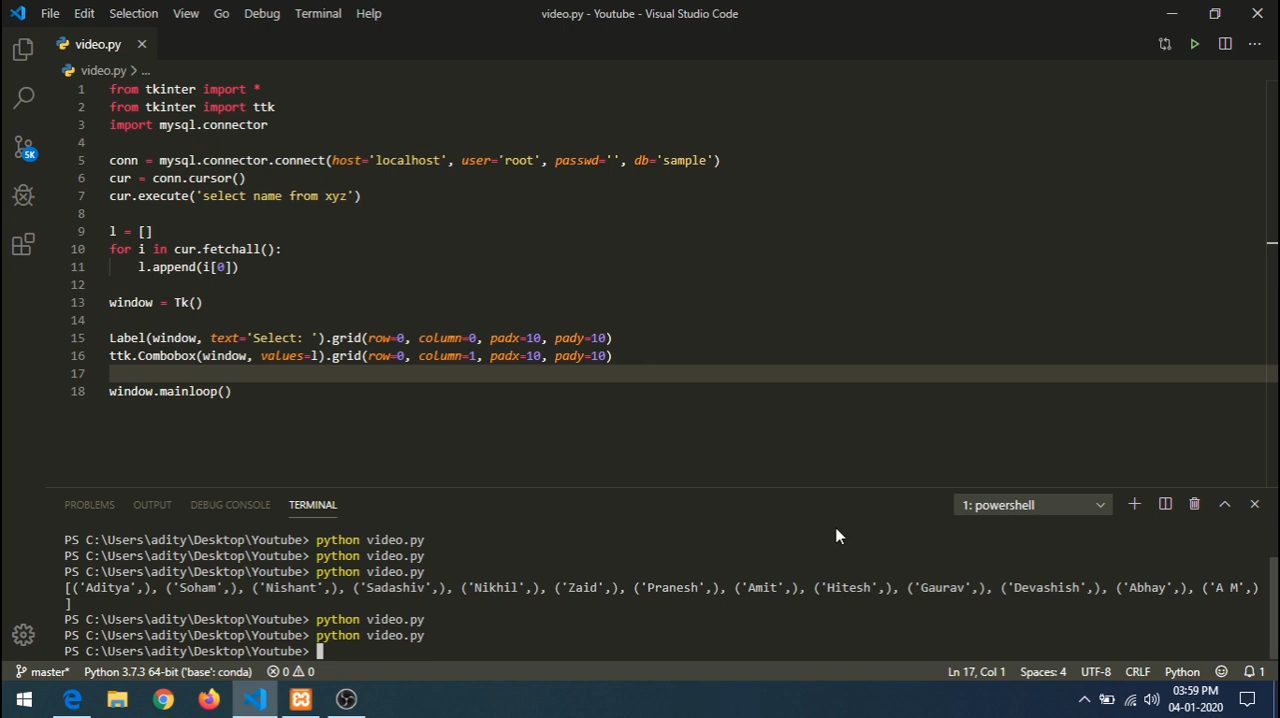 File Edit Selection View Go Debug Terminal Help
video.py - Youtube - Visual Studio Code
video.py
video.py > ...
1 from tkinter import *
2 from tkinter import ttk
3 import mysql.connector
4
5 conn = mysql.connector.connect(host='localhost', user='root', passwd='', db='sample')
6 cur = conn.cursor()
7 cur.execute('select name from xyz')
8
9 l = []
10 for i in cur.fetchall():
11     l.append(i[0])
12
13 window = Tk()
14
15 Label(window, text='Select: ').grid(row=0, column=0, padx=10, pady=10)
16 ttk.Combobox(window, values=l).grid(row=0, column=1, padx=10, pady=10)
17
18 window.mainloop()
5K
PROBLEMS OUTPUT DEBUG CONSOLE TERMINAL
1: powershell
PS C:\Users\adity\Desktop\Youtube> python video.py
PS C:\Users\adity\Desktop\Youtube> python video.py
PS C:\Users\adity\Desktop\Youtube> python video.py
[('Aditya',), ('Soham',), ('Nishant',), ('Sadashiv',), ('Nikhil',), ('Zaid',), ('Pranesh',), ('Amit',), ('Hitesh',), ('Gaurav',), ('Devashish',), ('Abhay',), ('A M',)
]
PS C:\Users\adity\Desktop\Youtube> python video.py
PS C:\Users\adity\Desktop\Youtube> python video.py
PS C:\Users\adity\Desktop\Youtube>
master* Python 3.7.3 64-bit ('base': conda) 0 0
Ln 17, Col 1 Spaces: 4 UTF-8 CRLF Python 1
03:59 PM
04-01-2020